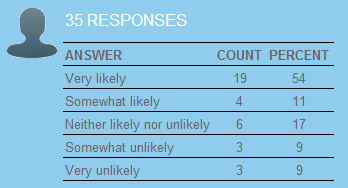 35 RESPONSES
ANSWER COUNT PERCENT
Very likely 19 54
Somewhat likely 4 11
Neither likely nor unlikely 6 17
Somewhat unlikely 3 9
Very unlikely 3 9